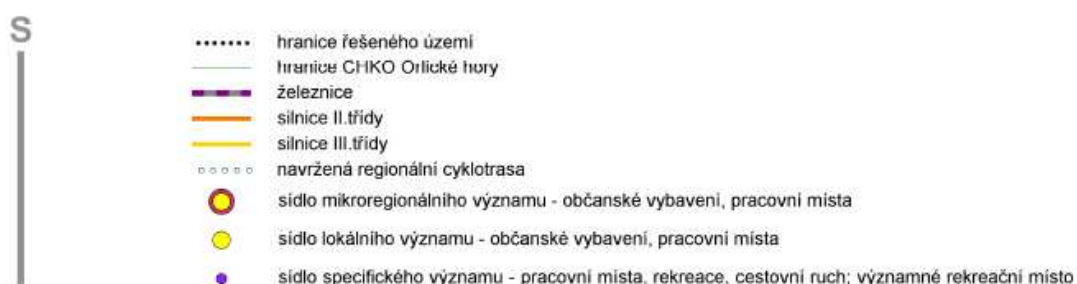 S
hranice řešeného území
hranice CHKO Orlické hory
železnice
silnice II.třídy
silnice III.třídy
navržená regionální cyklotrasa
sídlo mikroregionálního významu - občanské vybavení, pracovní místa
sídlo lokálního významu - občanské vybavení, pracovní místa
sídlo specifického významu - pracovní místa, rekreace, cestovní ruch; významné rekreační místo